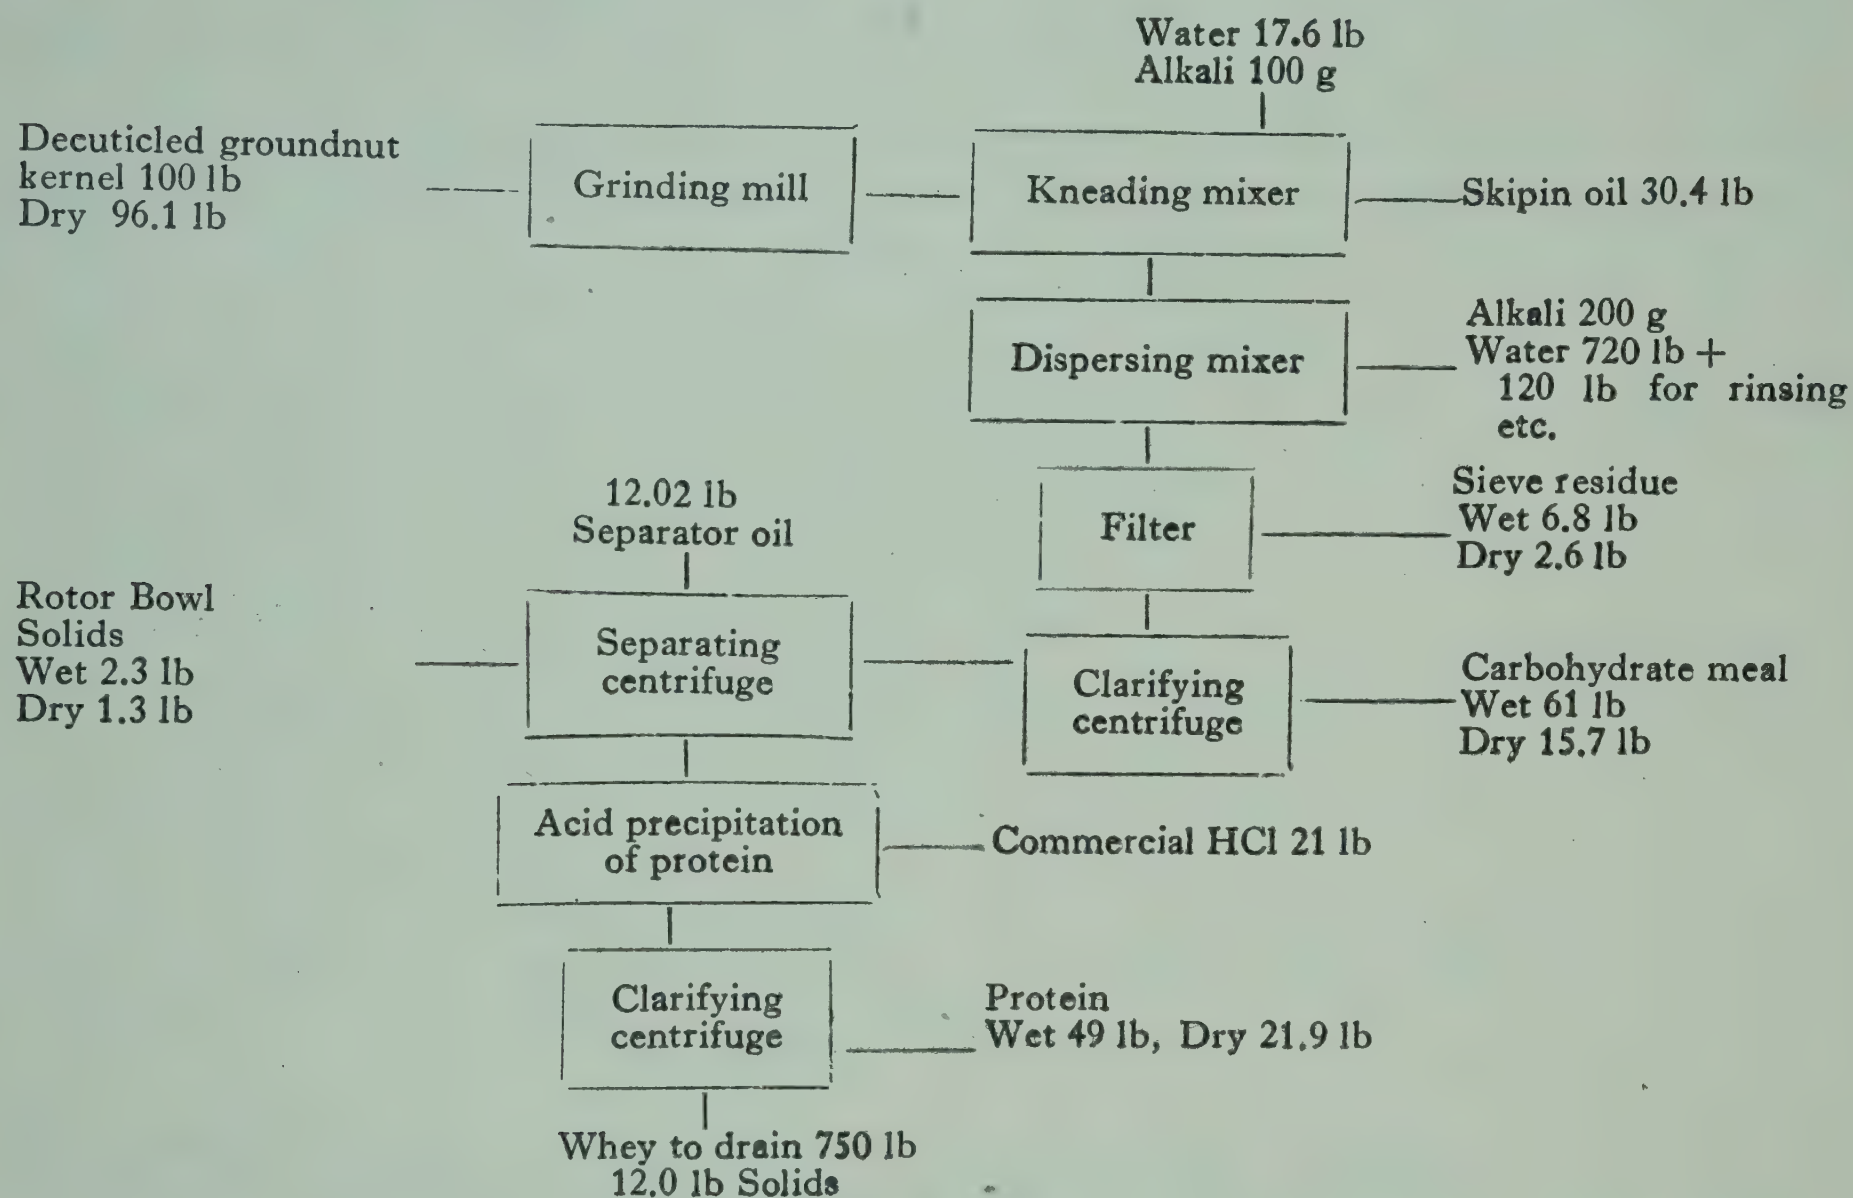 Water 17.6 lb
Alkali 100 g
Decuticled groundnut
kernel 100 lb
Dry 96.1 lb
Grinding mill
Kneading mixer
Skipin oil 30.4 lb
Dispersing mixer
Alkali 200 g
Water 720 lb +
120 lb for rinsing
etc.
12.02 lb
Separator oil
Filter
Sieve residue
Wet 6.8 lb
Dry 2.6 lb
Rotor Bowl
Solids
Wet 2.3 lb
Dry 1.3 lb
Separating
centrifuge
Clarifying
centrifuge
Carbohydrate meal
Wet 61 lb
Dry 15.7 lb
Acid precipitation
of protein
Commercial HCl 21 lb
Clarifying
centrifuge
Protein
Wet 49 lb, Dry 21.9 lb
Whey to drain 750 lb
12.0 lb Solids